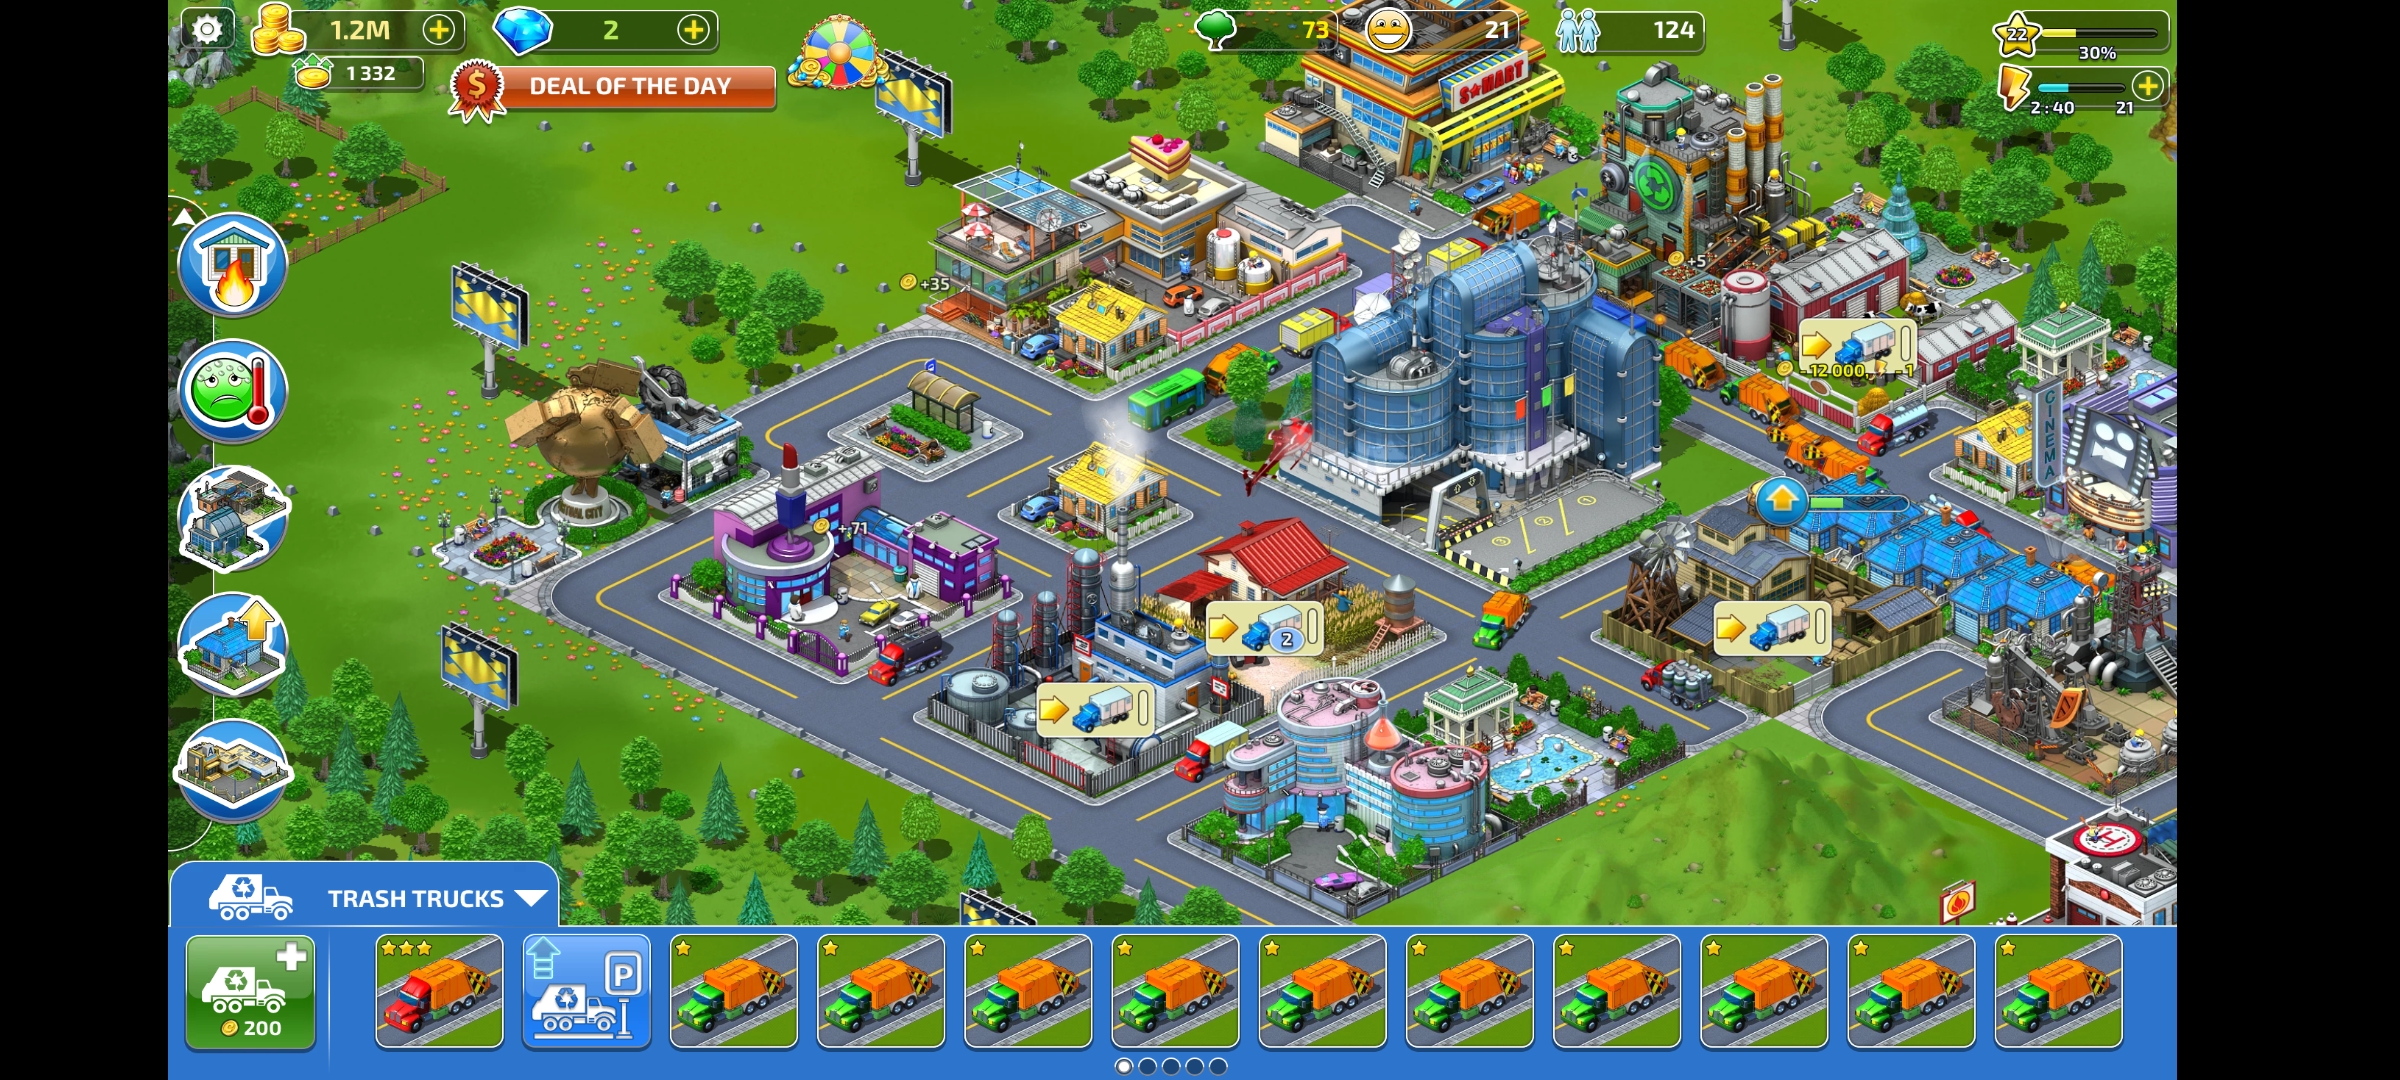 1.2M
2
73
21
124
22
30%
1 332
DEAL OF THE DAY
2:40
21
S★MART
+35
+5
-12 000, -1
CINEMA
+71
2
TRASH TRUCKS
P
200